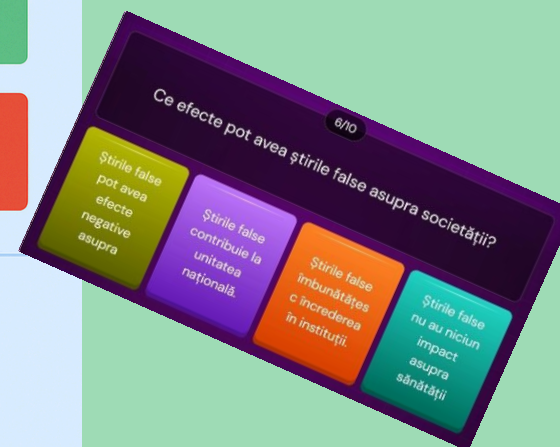 6/10
Ce efecte pot avea știrile false asupra societății?
Știrile false
pot avea
efecte
negative
asupra
Știrile false
contribuie la
unitatea
națională.
Știrile false
îmbunătățes
c încrederea
în instituții.
Știrile false
nu au niciun
impact
asupra
sănătății